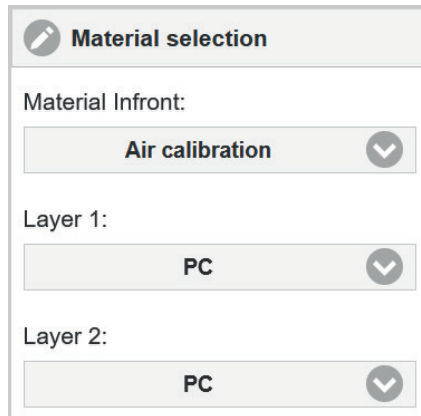 Material selection
Material Infront:
Air calibration
Layer 1:
PC
Layer 2:
PC